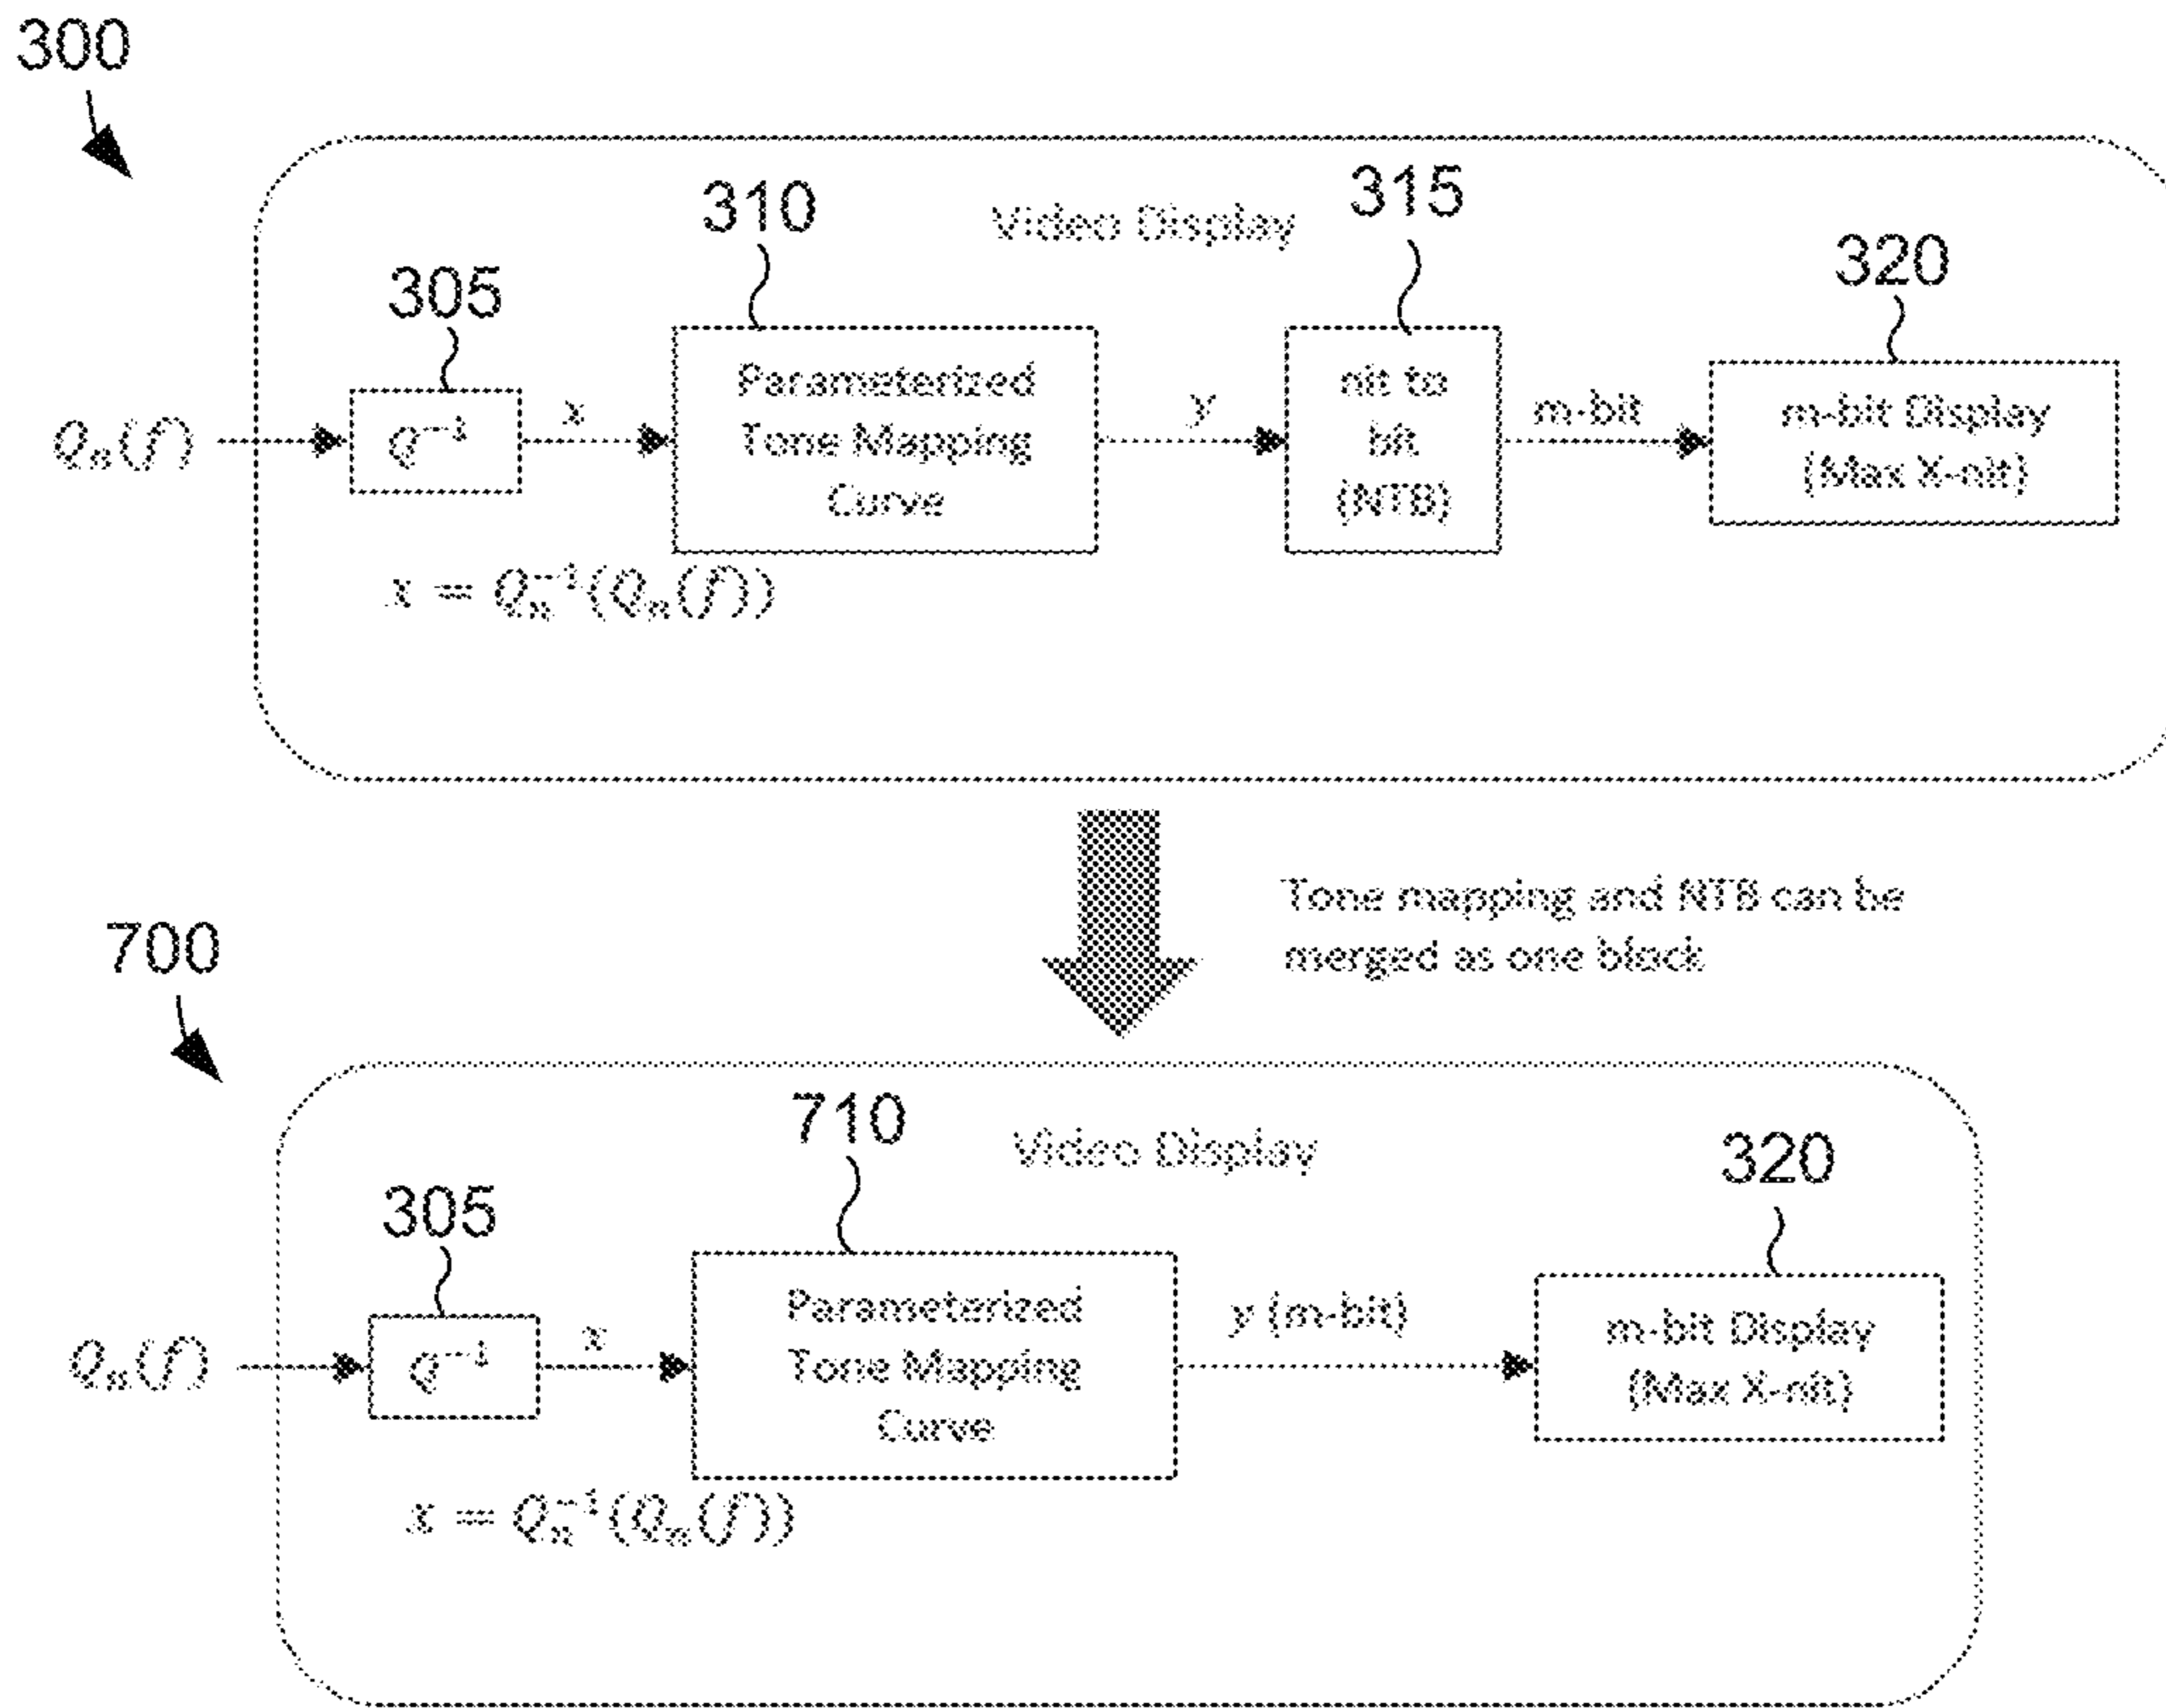 300
Video Display
305
310
315
320
Qₙ(f)
Q⁻¹
x
Parameterized
Tone Mapping
Curve
y
nit to
bit
(NTB)
m-bit
m-bit Display
(Max X-nit)
x = Qₙ⁻¹(Qₙ(f))
Tone mapping and NTB can be
merged as one block
700
Video Display
305
710
320
Qₙ(f)
Q⁻¹
x
Parameterized
Tone Mapping
Curve
y (m-bit)
m-bit Display
(Max X-nit)
x = Qₙ⁻¹(Qₙ(f))